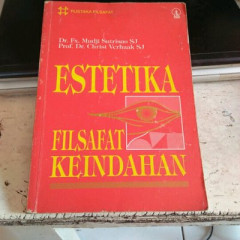 PUSTAKA FILSAFAT
Dr. Fx. Mudji Sutrisno SJ
Prof. Dr. Christ Verhaak SJ
ESTETIKA
FILSAFAT
KEINDAHAN